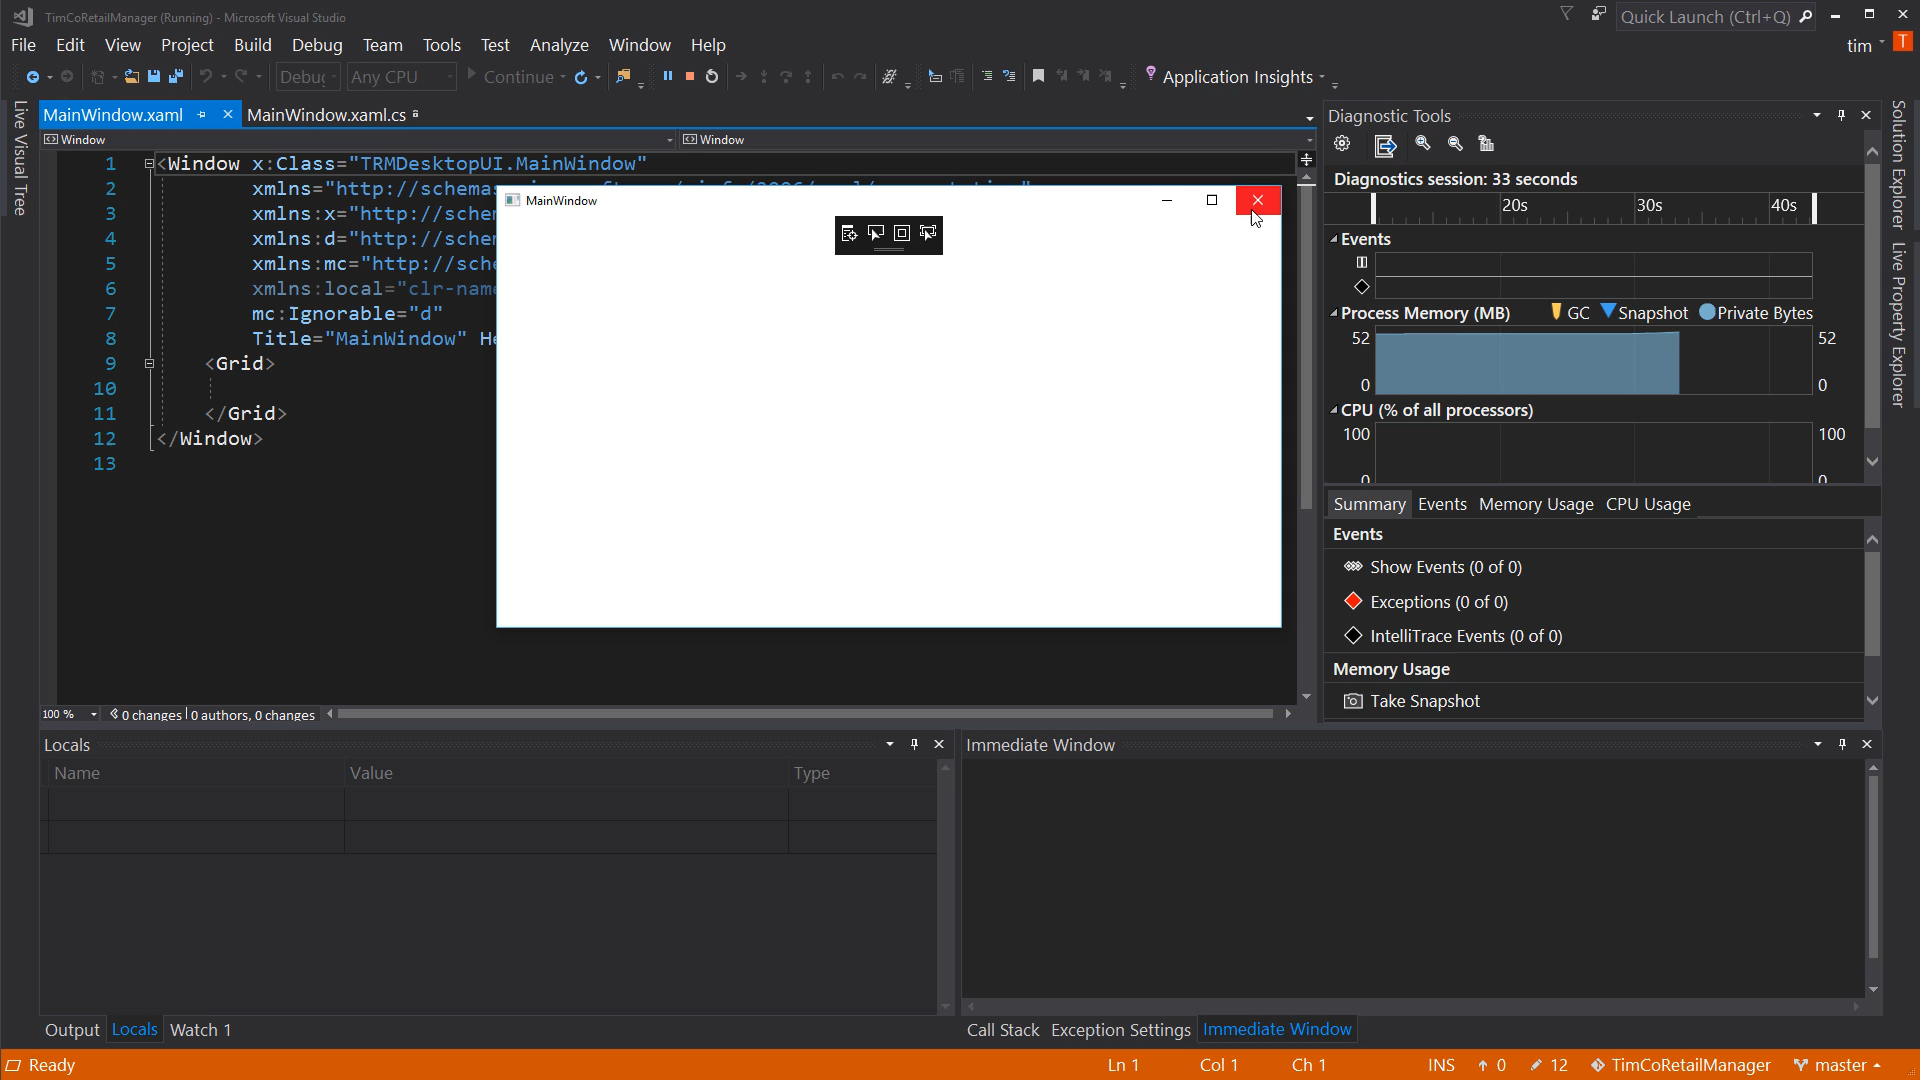 TimCoRetailManager (Running) - Microsoft Visual Studio
Quick Launch (Ctrl+Q)
File Edit View Project Build Debug Team Tools Test Analyze Window Help
tim T
Debug Any CPU Continue Application Insights
Live Visual Tree
MainWindow.xaml MainWindow.xaml.cs
Window Window
1 <Window x:Class="TRMDesktopUI.MainWindow"
2 xmlns="http://schemas
3 xmlns:x="http://schem
4 xmlns:d="http://schem
5 xmlns:mc="http://sche
6 xmlns:local="clr-name
7 mc:Ignorable="d"
8 Title="MainWindow" He
9 <Grid>
10
11 </Grid>
12 </Window>
13
MainWindow
100 % 0 changes | 0 authors, 0 changes
Diagnostic Tools
Diagnostics session: 33 seconds
20s 30s 40s
Events
Process Memory (MB) GC Snapshot Private Bytes
52 52
0 0
CPU (% of all processors)
100 100
0 0
Summary Events Memory Usage CPU Usage
Events
Show Events (0 of 0)
Exceptions (0 of 0)
IntelliTrace Events (0 of 0)
Memory Usage
Take Snapshot
Solution Explorer
Live Property Explorer
Locals
Name Value Type
Output Locals Watch 1
Immediate Window
Call Stack Exception Settings Immediate Window
Ready Ln 1 Col 1 Ch 1 INS 0 12 TimCoRetailManager master